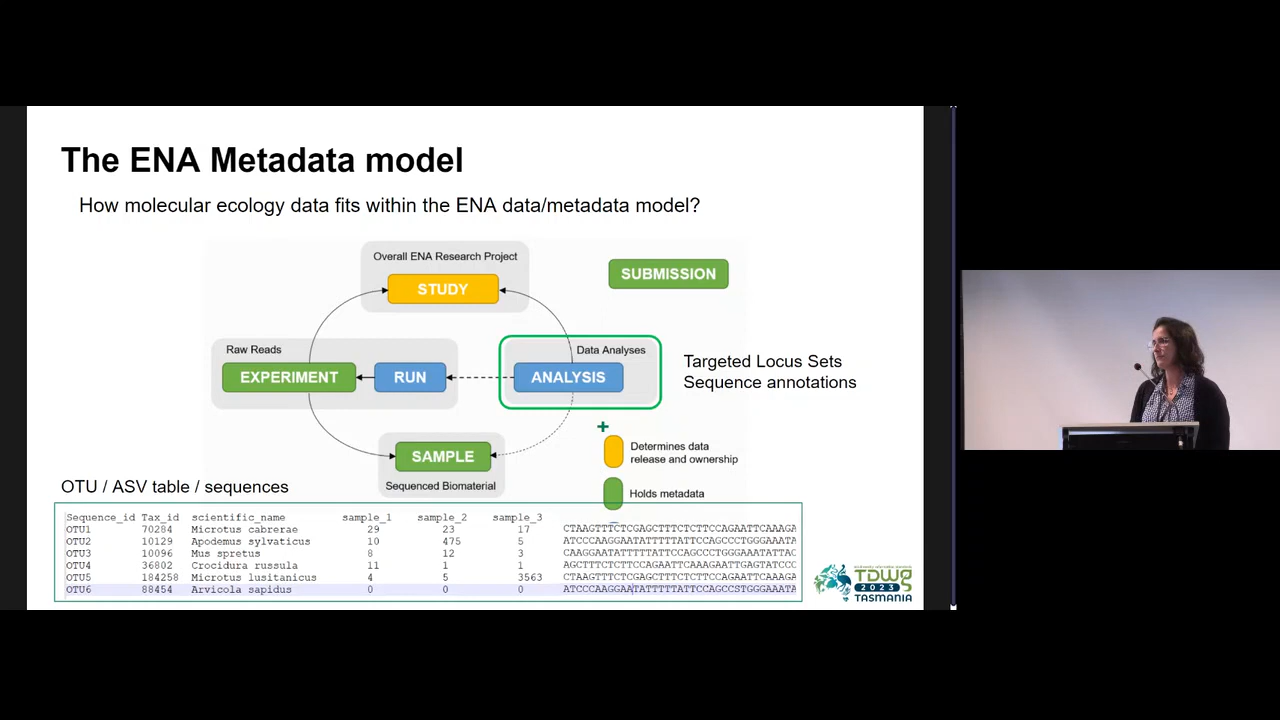 The ENA Metadata model
How molecular ecology data fits within the ENA data/metadata model?
Overall ENA Research Project
STUDY
SUBMISSION
Raw Reads
EXPERIMENT
RUN
Data Analyses
ANALYSIS
Targeted Locus Sets
Sequence annotations
+
Determines data
release and ownership
SAMPLE
Sequenced Biomaterial
Holds metadata
OTU / ASV table / sequences
Sequence_id Tax_id scientific_name sample_1 sample_2 sample_3
OTU1 70284 Microtus cabrerae 29 23 17 CTAAGTTTCTCGAGCTTTCTCTTCCAGAATTCAAAGA
OTU2 10129 Apodemus sylvaticus 10 475 5 ATCCCAAGGAATATTTTTATTCCAGCCCTGGGAAATA
OTU3 10096 Mus spretus 8 12 3 CAAGGAATATTTTTATTCCAGCCCTGGGAAATATTAC
OTU4 36802 Crocidura russula 11 1 1 AGCTTTCTCTTCCAGAATTCAAAGAATTGAGTATCCC
OTU5 184258 Microtus lusitanicus 4 5 3563 CTAAGTTTCTCGAGCTTTCTCTTCCAGAATTCAAAGA
OTU6 88454 Arvicola sapidus 0 0 0 ATCCCAAGGAATATTTTTATTCCAGCCSTGGGAAATA
TDWG
2023
TASMANIA